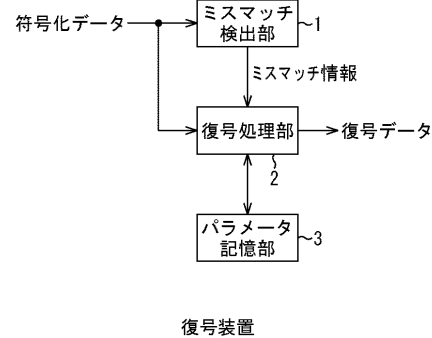 ミスマッチ
検出部
1
符号化データ
ミスマッチ情報
復号処理部
復号データ
2
パラメータ
記憶部
3
復号装置